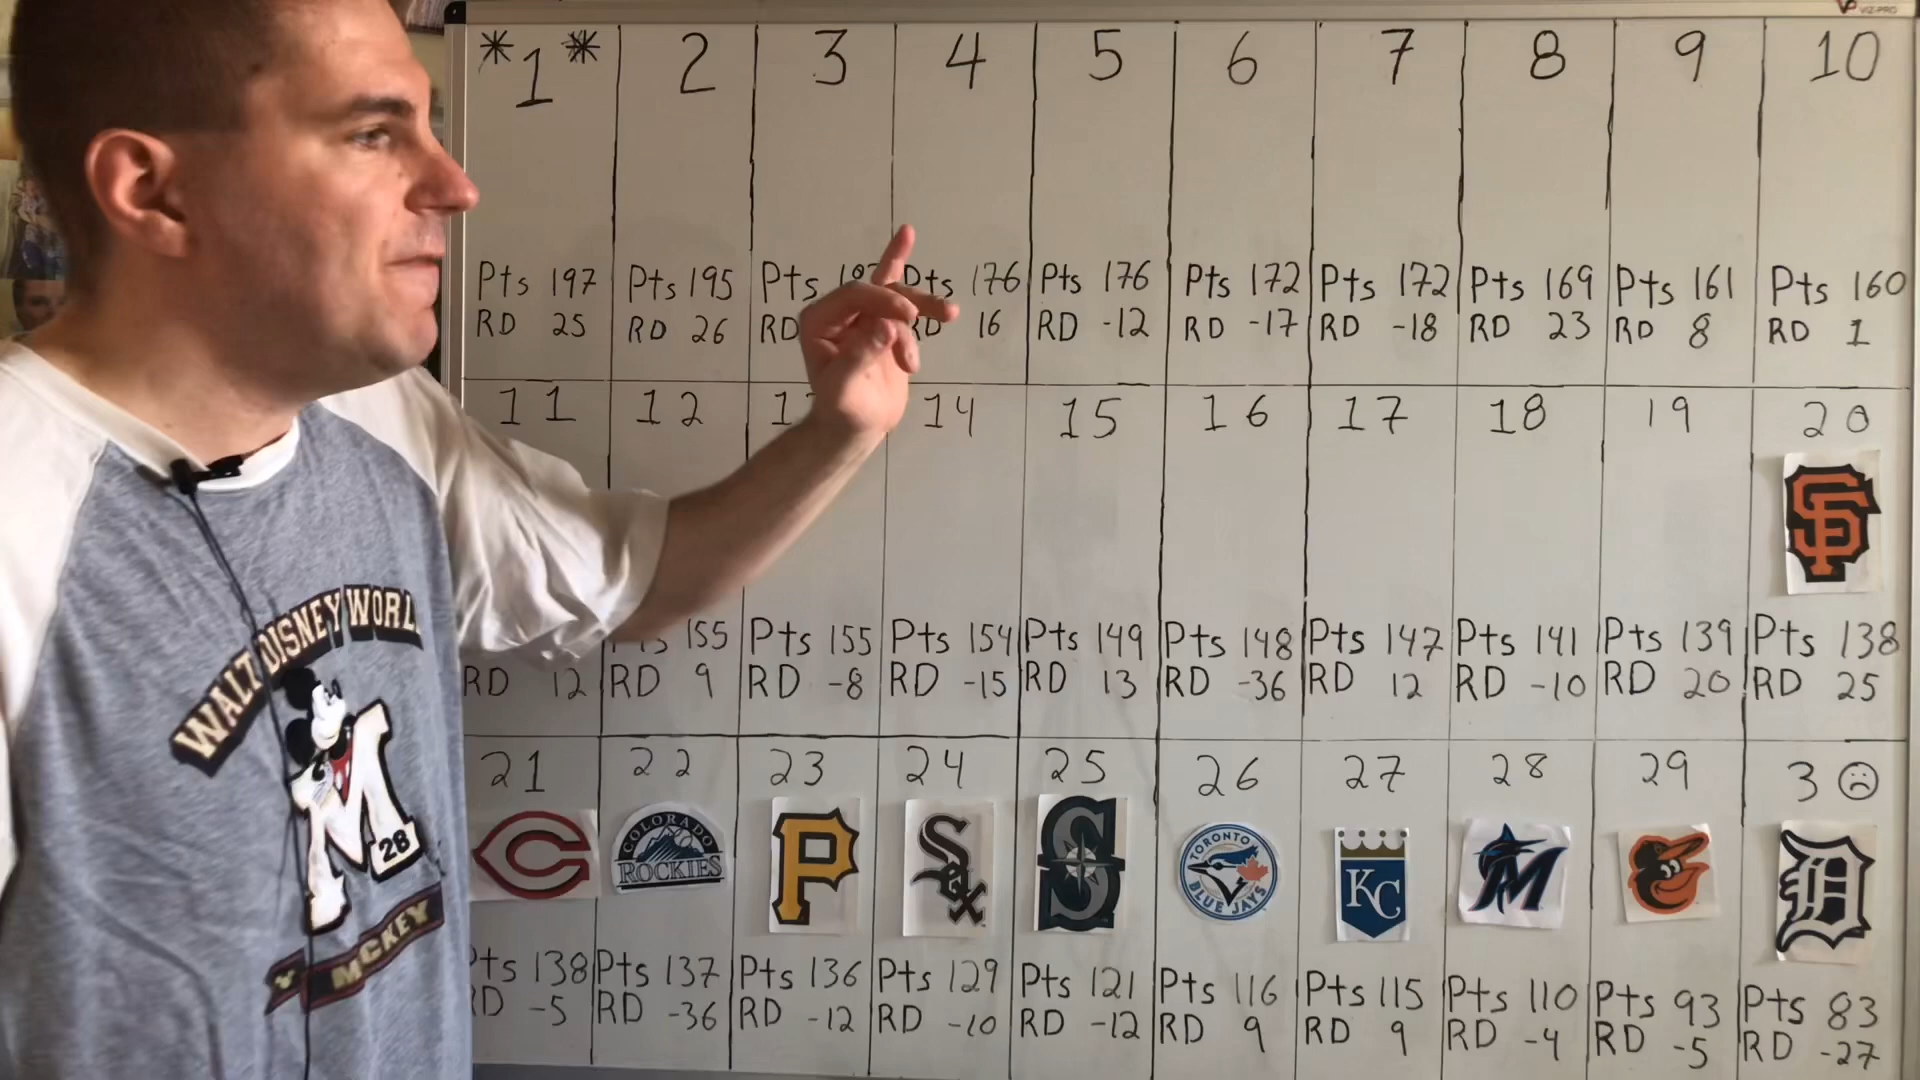 VIZ-PRO
*1* 2 3 4 5 6 7 8 9 10
Pts 197 Pts 195 Pts Pts 176 Pts 176 Pts 172 Pts 172 Pts 169 Pts 161 Pts 160
RD 25 RD 26 RD RD 16 RD -12 RD -17 RD -18 RD 23 RD 8 RD 1
11 12 14 15 16 17 18 19 20
SF
155 Pts 155 Pts 154 Pts 149 Pts 148 Pts 147 Pts 141 Pts 139 Pts 138
RD 12 RD 9 RD -8 RD -15 RD 13 RD -36 RD 12 RD -10 RD 20 RD 25
21 22 23 24 25 26 27 28 29 3
C COLORADO ROCKIES P Sox S TORONTO BLUE JAYS KC M D
Pts 138 Pts 137 Pts 136 Pts 129 Pts 121 Pts 116 Pts 115 Pts 110 Pts 93 Pts 83
RD -5 RD -36 RD -12 RD -10 RD -12 RD 9 RD 9 RD -4 RD -5 RD -27
WALT DISNEY WORL
M
28
MICKEY